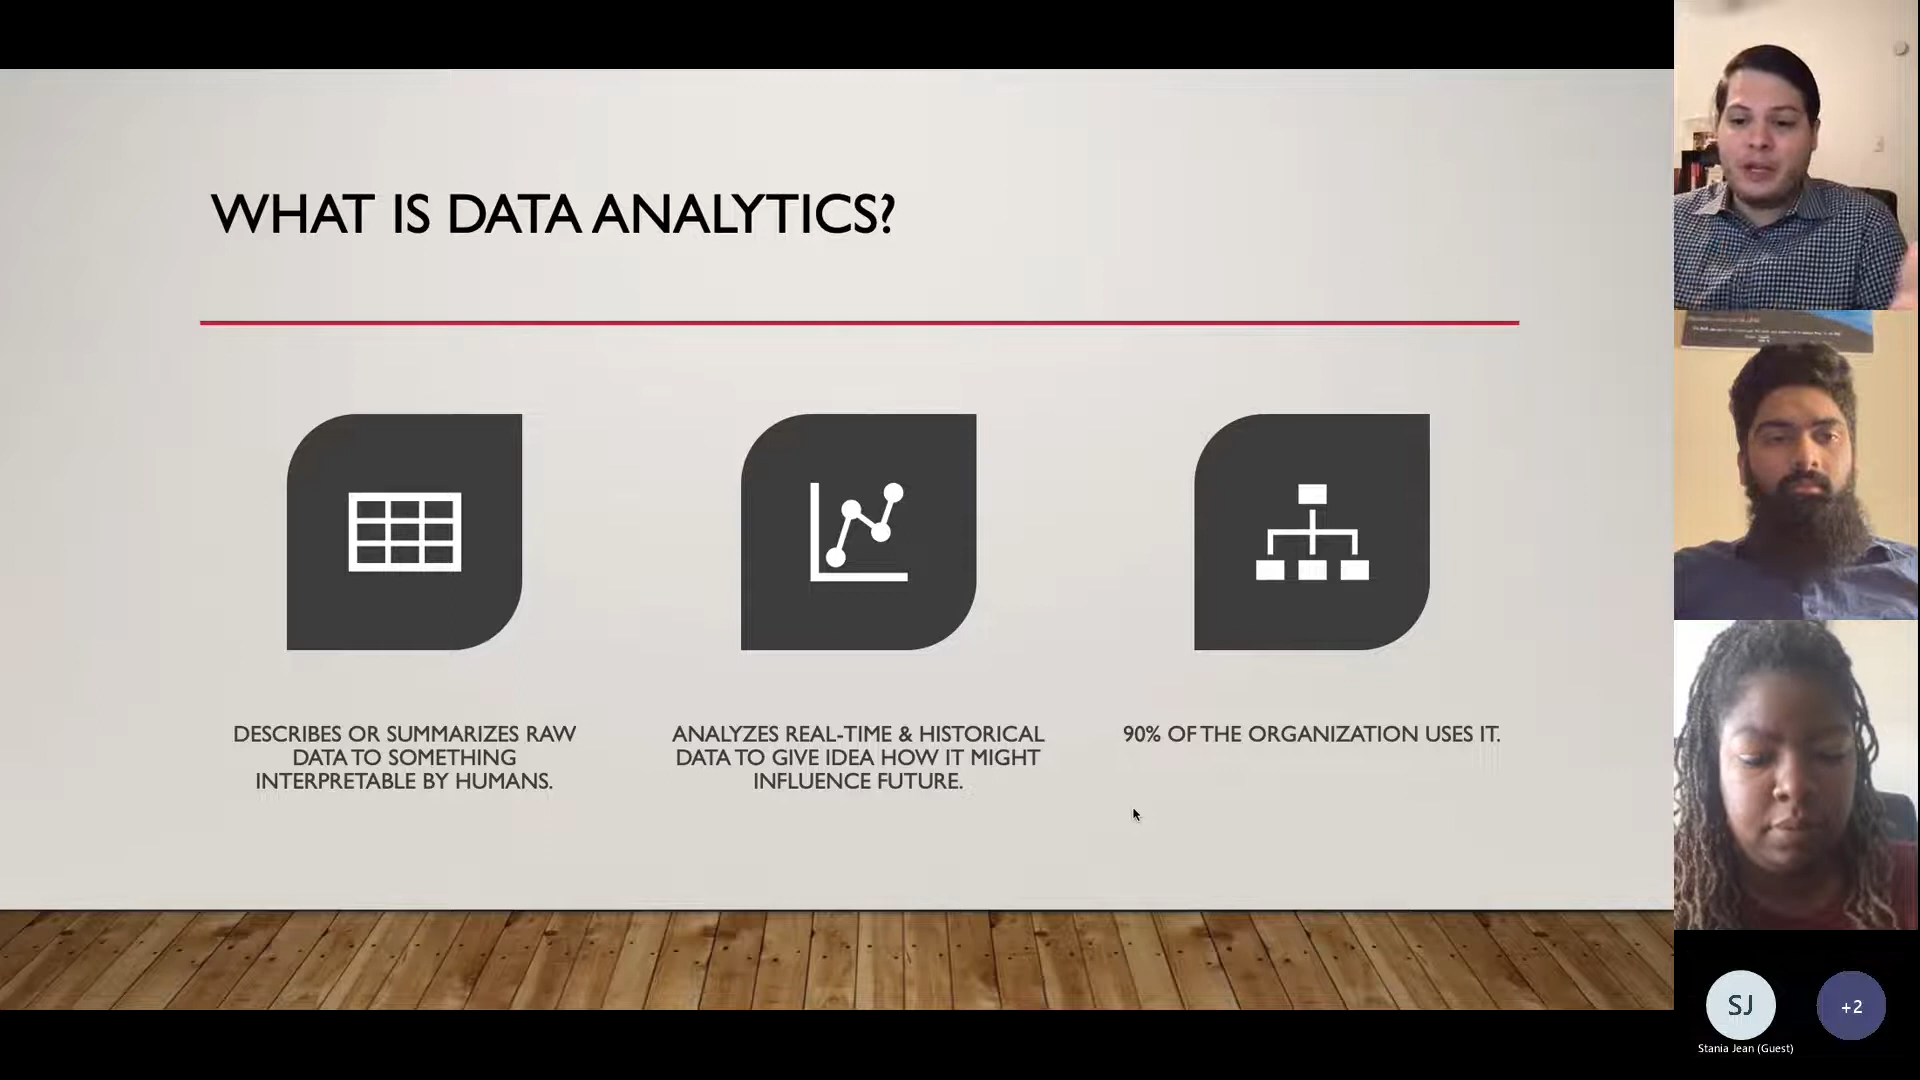 WHAT IS DATA ANALYTICS?
DESCRIBES OR SUMMARIZES RAW
DATA TO SOMETHING
INTERPRETABLE BY HUMANS.
ANALYZES REAL-TIME & HISTORICAL
DATA TO GIVE IDEA HOW IT MIGHT
INFLUENCE FUTURE.
90% OF THE ORGANIZATION USES IT.
SJ
+2
Stania Jean (Guest)